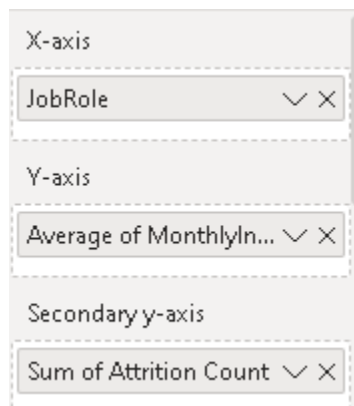 X-axis
JobRole
Y-axis
Average of MonthlyIn...
Secondary y-axis
Sum of Attrition Count